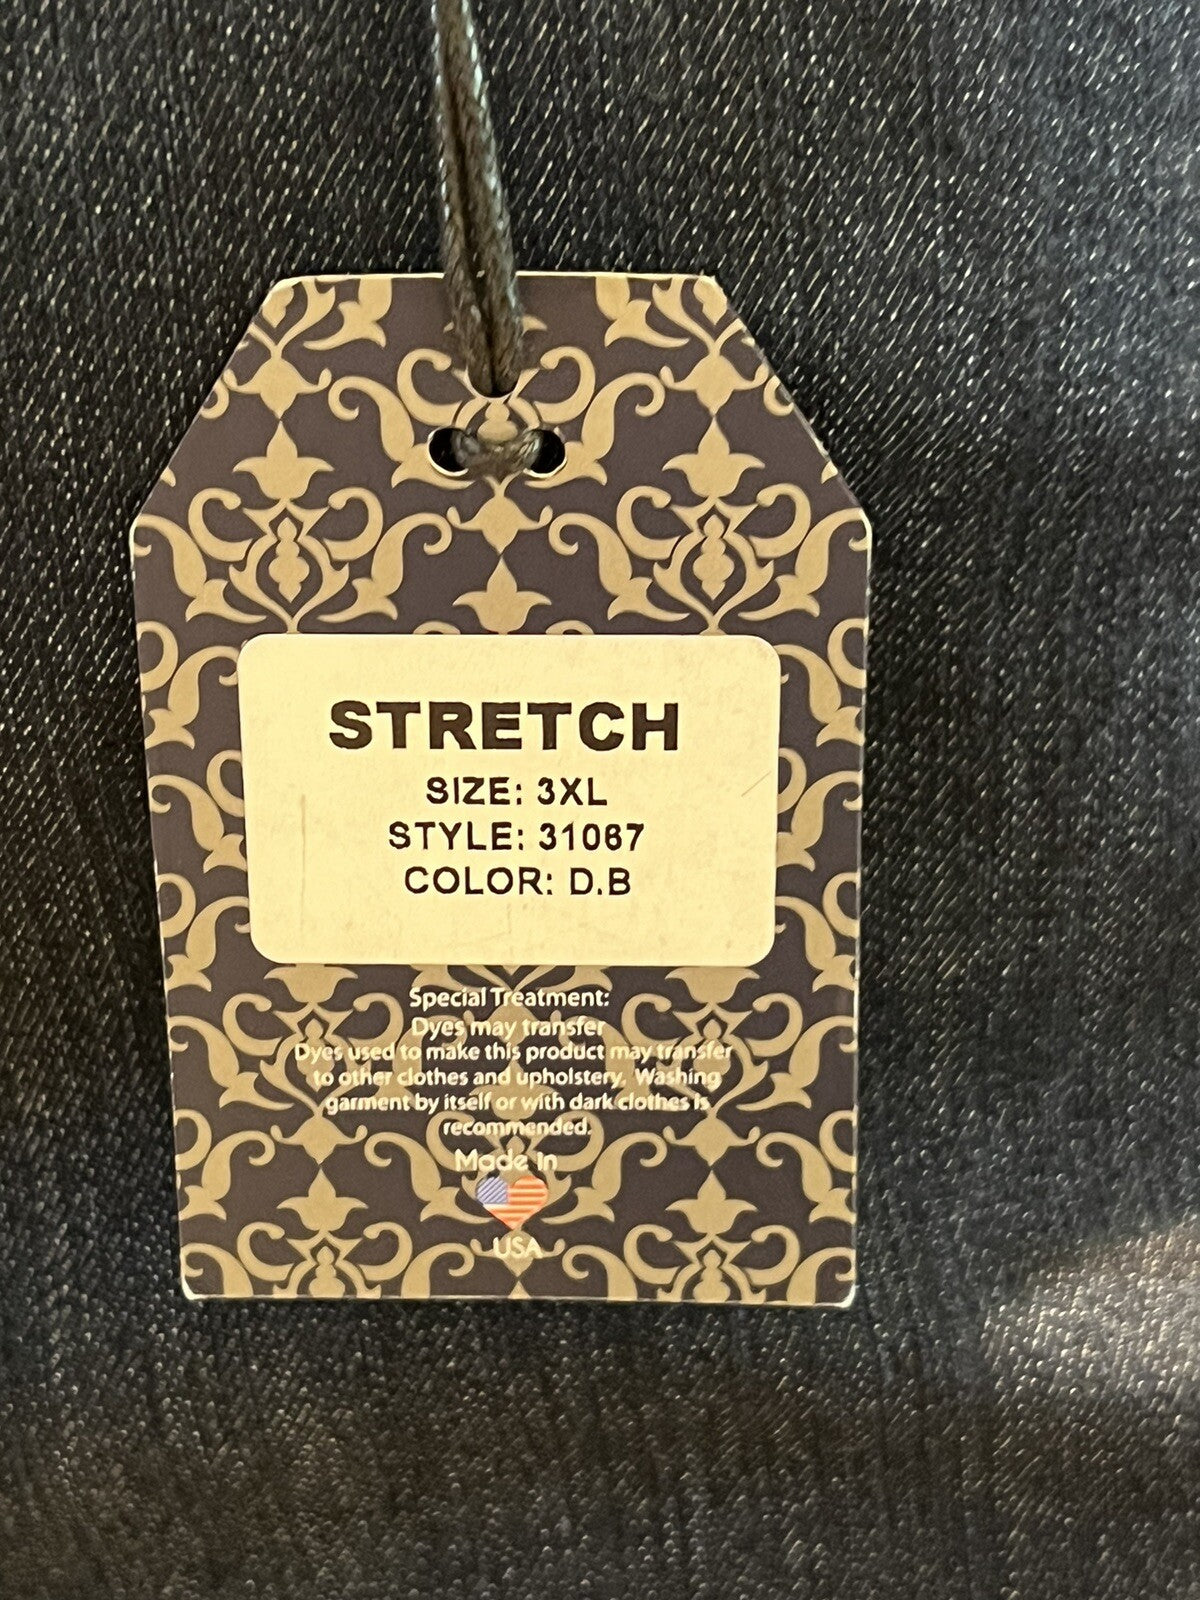 STRETCH
SIZE: 3XL
STYLE: 31067
COLOR: D.B
Special Treatment:
Dyes may transfer
Dyes used to make this product may transfer
to other clothes and upholstery. Washing
garment by itself or with dark clothes is
recommended.
Made In
USA